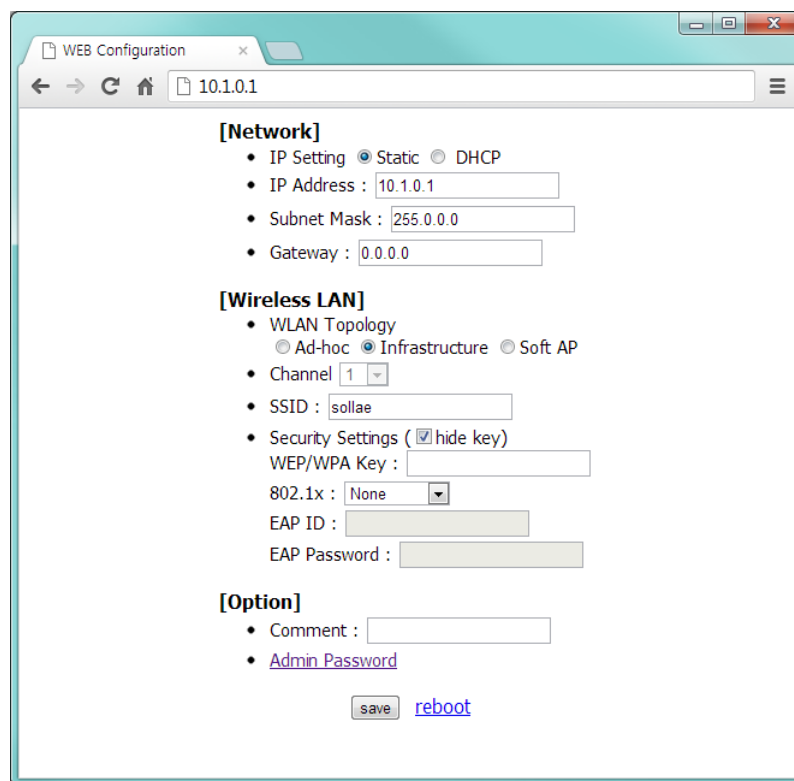 WEB Configuration
10.1.0.1
[Network]
• IP Setting Static DHCP
• IP Address : 10.1.0.1
• Subnet Mask : 255.0.0.0
• Gateway : 0.0.0.0
[Wireless LAN]
• WLAN Topology
Ad-hoc Infrastructure Soft AP
• Channel 1
• SSID : sollae
• Security Settings ( hide key)
WEP/WPA Key :
802.1x : None
EAP ID :
EAP Password :
[Option]
• Comment :
• Admin Password
save reboot